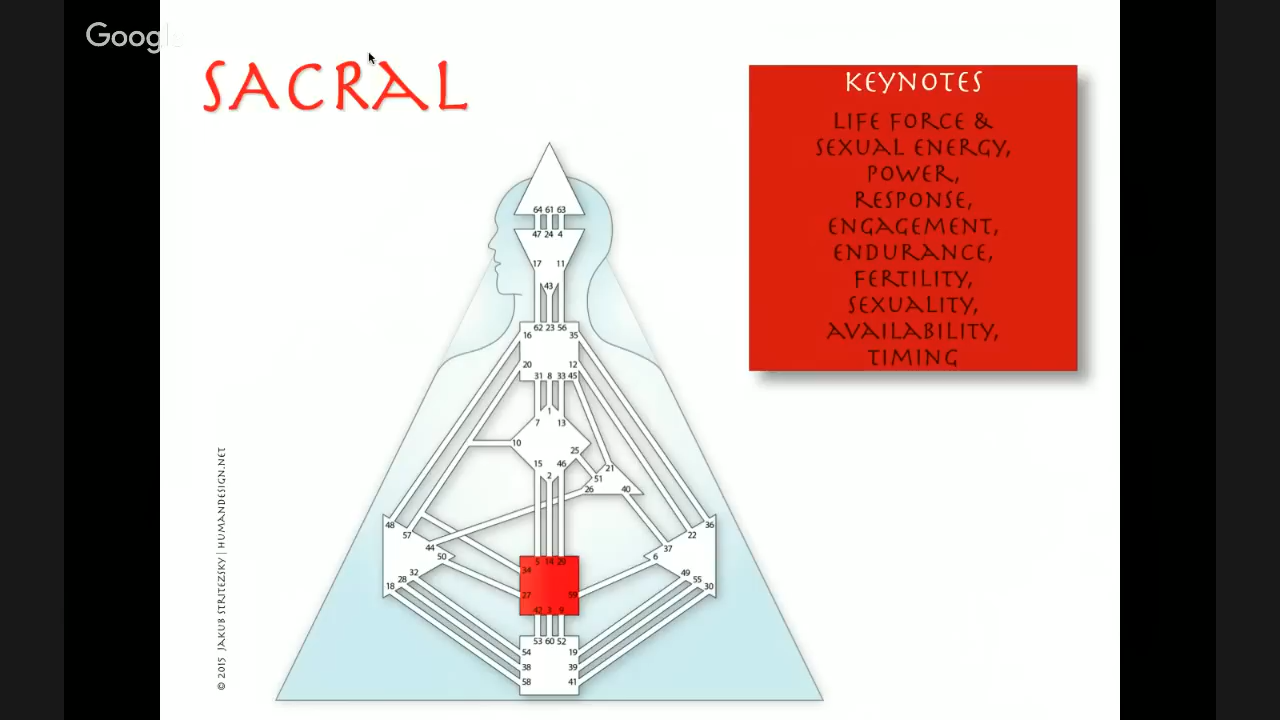 Google
SACRAL
KEYNOTES
LIFE FORCE &
SEXUAL ENERGY,
POWER,
RESPONSE,
ENGAGEMENT,
ENDURANCE,
FERTILITY,
SEXUALITY,
AVAILABILITY,
TIMING
64 61 63
47 24 4
17 11
43
62 23 56
16 35
20 12
31 8 33 45
1
7 13
10
25
15 46
2
21
51
26 40
48 36
57 22
44 37
50 6
5 14 29
34
32 49
28 55
18 30
27 59
42 3 9
53 60 52
54 19
38 39
58 41
© 2015 JAKUB STRITEZSKY | HUMANDESIGN.NET